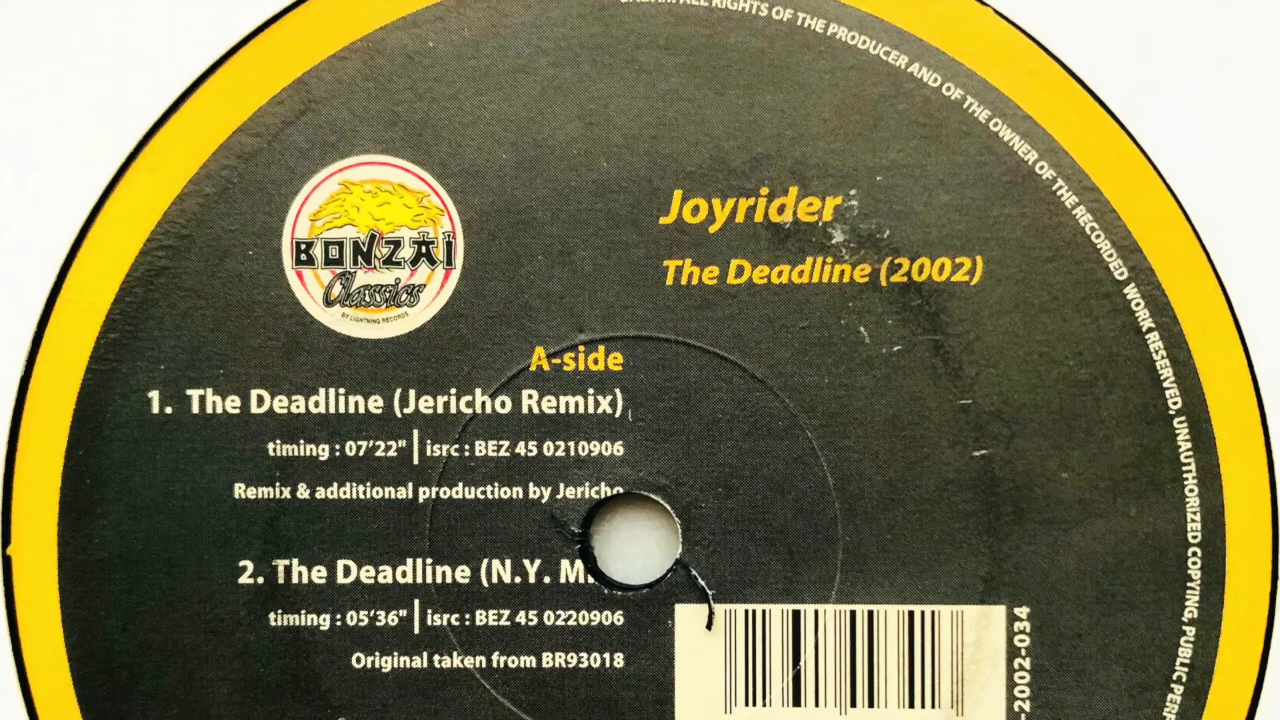 ALL RIGHTS OF THE PRODUCER AND OF THE OWNER OF THE RECORDED WORK RESERVED, UNAUTHORIZED COPYING, PUBLIC
BONZAI
Classics
BY LIGHTNING RECORDS
Joyrider
The Deadline (2002)
A-side
1. The Deadline (Jericho Remix)
timing : 07'22" | isrc : BEZ 45 0210906
Remix & additional production by Jericho
2. The Deadline (N.Y. M
timing : 05'36" | isrc : BEZ 45 0220906
Original taken from BR93018
-2002-034